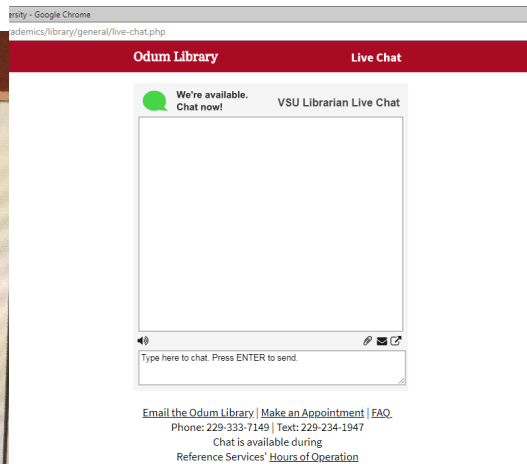 ersity - Google Chrome
ademics/library/general/live-chat.php
Odum Library Live Chat
We're available.
Chat now!
VSU Librarian Live Chat
Type here to chat. Press ENTER to send.
Email the Odum Library | Make an Appointment | FAQ
Phone: 229-333-7149 | Text: 229-234-1947
Chat is available during
Reference Services' Hours of Operation